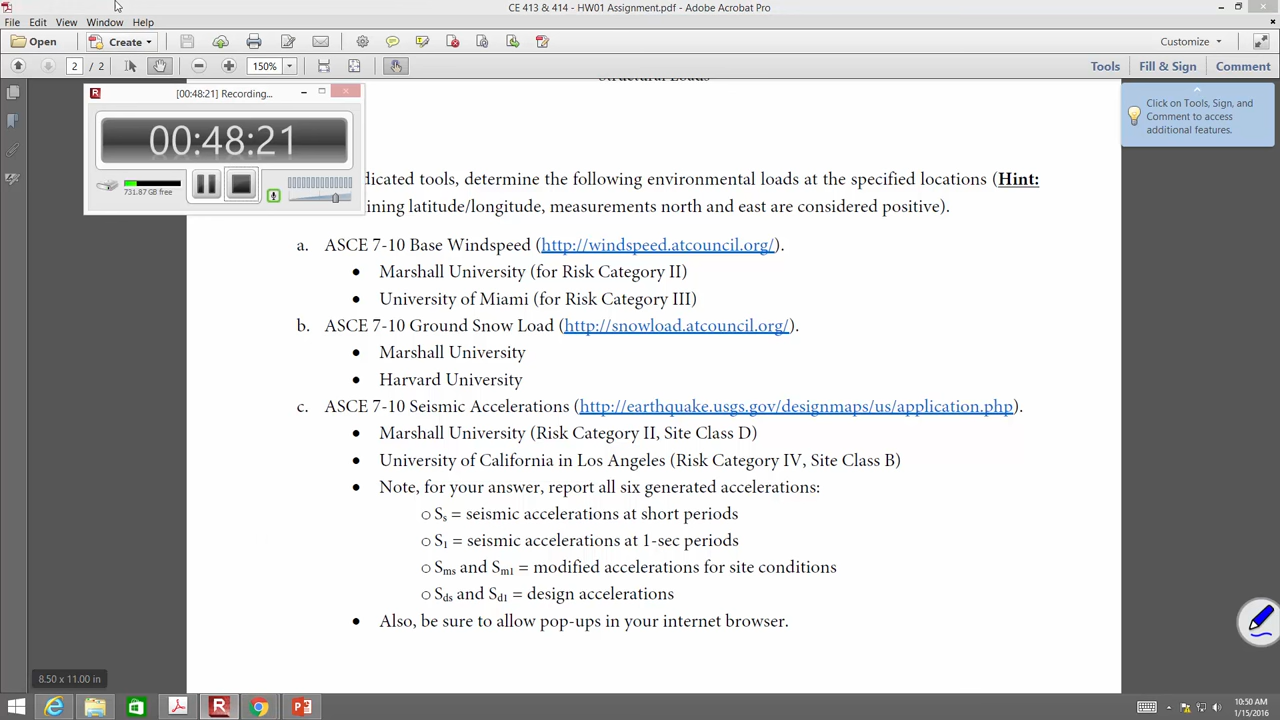 CE 413 & 414 - HW01 Assignment.pdf - Adobe Acrobat Pro
File Edit View Window Help
Open Create Customize
2 / 2 150% Tools Fill & Sign Comment
Structural Loads
[00:48:21] Recording...
00:48:21
731.87 GB free
Click on Tools, Sign, and
Comment to access
additional features.
dicated tools, determine the following environmental loads at the specified locations (Hint:
ining latitude/longitude, measurements north and east are considered positive).
a. ASCE 7-10 Base Windspeed (http://windspeed.atcouncil.org/).
• Marshall University (for Risk Category II)
• University of Miami (for Risk Category III)
b. ASCE 7-10 Ground Snow Load (http://snowload.atcouncil.org/).
• Marshall University
• Harvard University
c. ASCE 7-10 Seismic Accelerations (http://earthquake.usgs.gov/designmaps/us/application.php).
• Marshall University (Risk Category II, Site Class D)
• University of California in Los Angeles (Risk Category IV, Site Class B)
• Note, for your answer, report all six generated accelerations:
○ Ss = seismic accelerations at short periods
○ S1 = seismic accelerations at 1-sec periods
○ Sms and Sm1 = modified accelerations for site conditions
○ Sds and Sd1 = design accelerations
• Also, be sure to allow pop-ups in your internet browser.
8.50 x 11.00 in
10:50 AM
1/15/2016